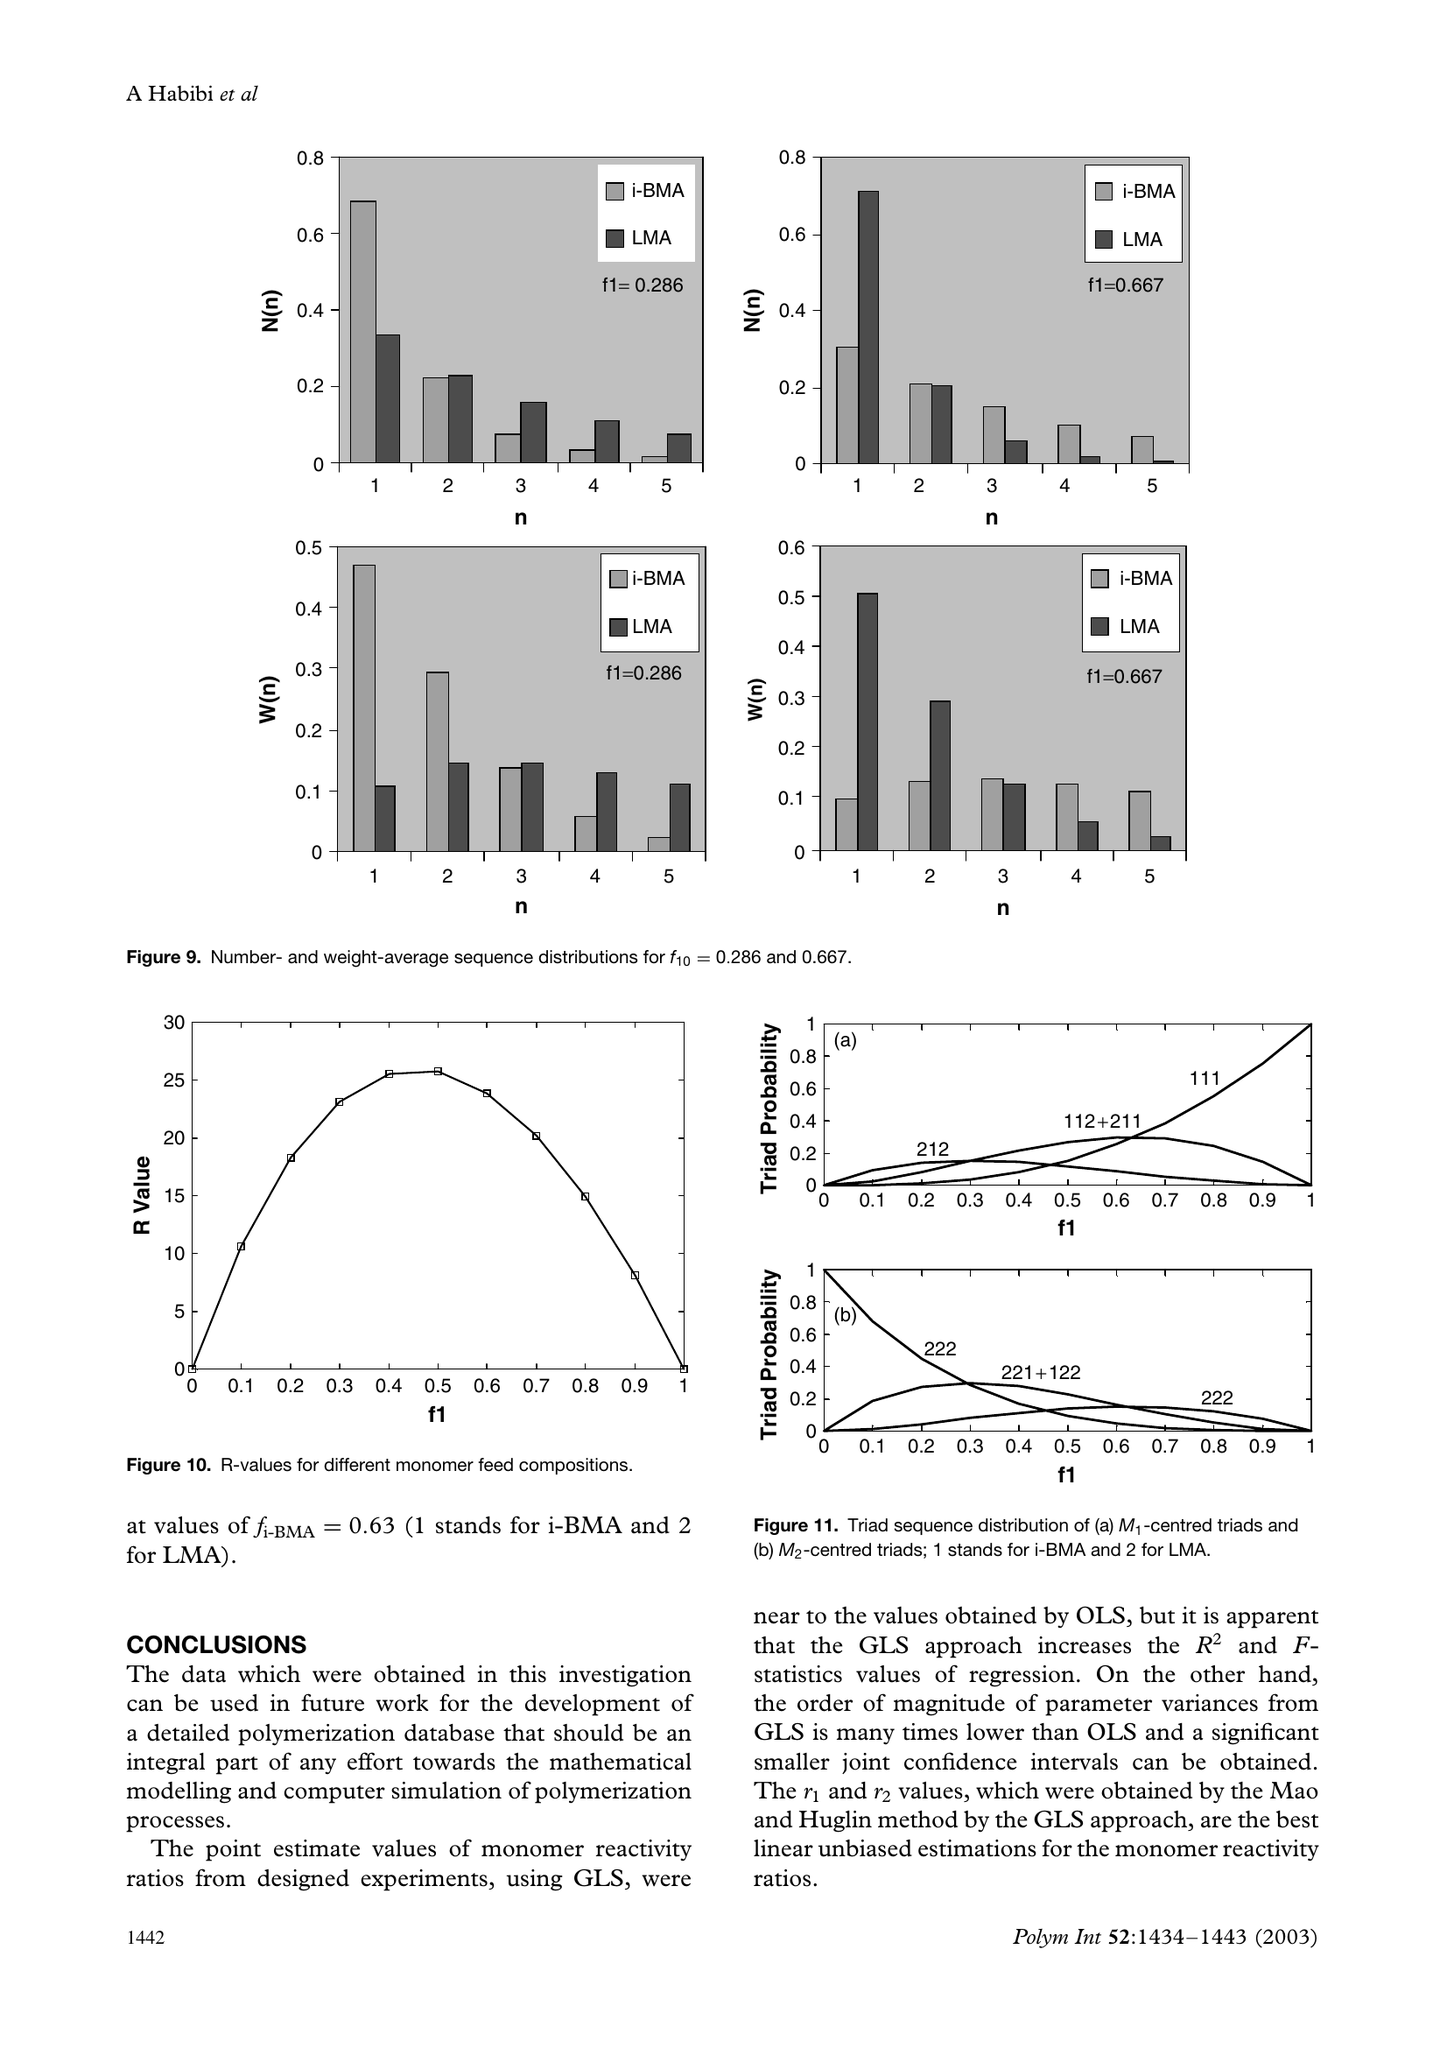 A Habibi et al
0.8
0.6
0.4
0.2
0
N(n)
i-BMA
LMA
f1= 0.286
1 2 3 4 5
n
0.8
0.6
0.4
0.2
0
N(n)
i-BMA
LMA
f1=0.667
1 2 3 4 5
n
0.5
0.4
0.3
0.2
0.1
0
W(n)
i-BMA
LMA
f1=0.286
1 2 3 4 5
n
0.6
0.5
0.4
0.3
0.2
0.1
0
W(n)
i-BMA
LMA
f1=0.667
1 2 3 4 5
n
Figure 9. Number- and weight-average sequence distributions for f10 = 0.286 and 0.667.
30
25
20
15
10
5
0
R Value
0 0.1 0.2 0.3 0.4 0.5 0.6 0.7 0.8 0.9 1
f1
Figure 10. R-values for different monomer feed compositions.
at values of fi-BMA = 0.63 (1 stands for i-BMA and 2
for LMA).
CONCLUSIONS
The data which were obtained in this investigation
can be used in future work for the development of
a detailed polymerization database that should be an
integral part of any effort towards the mathematical
modelling and computer simulation of polymerization
processes.
The point estimate values of monomer reactivity
ratios from designed experiments, using GLS, were
1
0.8
0.6
0.4
0.2
0
Triad Probability
(a)
111
112+211
212
0 0.1 0.2 0.3 0.4 0.5 0.6 0.7 0.8 0.9 1
f1
1
0.8
0.6
0.4
0.2
0
Triad Probability
(b)
222
221+122
222
0 0.1 0.2 0.3 0.4 0.5 0.6 0.7 0.8 0.9 1
f1
Figure 11. Triad sequence distribution of (a) M1-centred triads and
(b) M2-centred triads; 1 stands for i-BMA and 2 for LMA.
near to the values obtained by OLS, but it is apparent
that the GLS approach increases the R² and F-
statistics values of regression. On the other hand,
the order of magnitude of parameter variances from
GLS is many times lower than OLS and a significant
smaller joint confidence intervals can be obtained.
The r1 and r2 values, which were obtained by the Mao
and Huglin method by the GLS approach, are the best
linear unbiased estimations for the monomer reactivity
ratios.
1442
Polym Int 52:1434–1443 (2003)